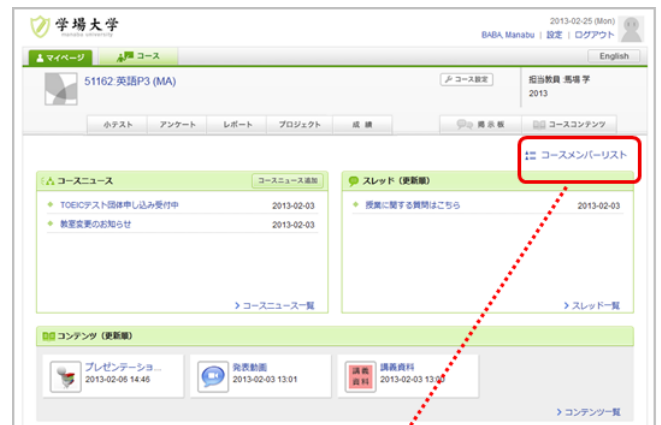 学場大学
manaba university
2013-02-25 (Mon)
BABA, Manabu | 設定 | ログアウト
マイページ コース English
51162:英語P3 (MA) コース設定 担当教員:馬場 学
2013
小テスト アンケート レポート プロジェクト 成績 掲示板 コースコンテンツ
コースメンバーリスト
コースニュース コースニュース追加
TOEICテスト団体申し込み受付中 2013-02-03
教室変更のお知らせ 2013-02-03
コースニュース一覧
スレッド (更新順)
授業に関する質問はこちら 2013-02-03
スレッド一覧
コンテンツ (更新順)
プレゼンテーショ...
2013-02-06 14:46
発表動画
2013-02-03 13:01
講義
資料
講義資料
2013-02-03 13:00
コンテンツ一覧